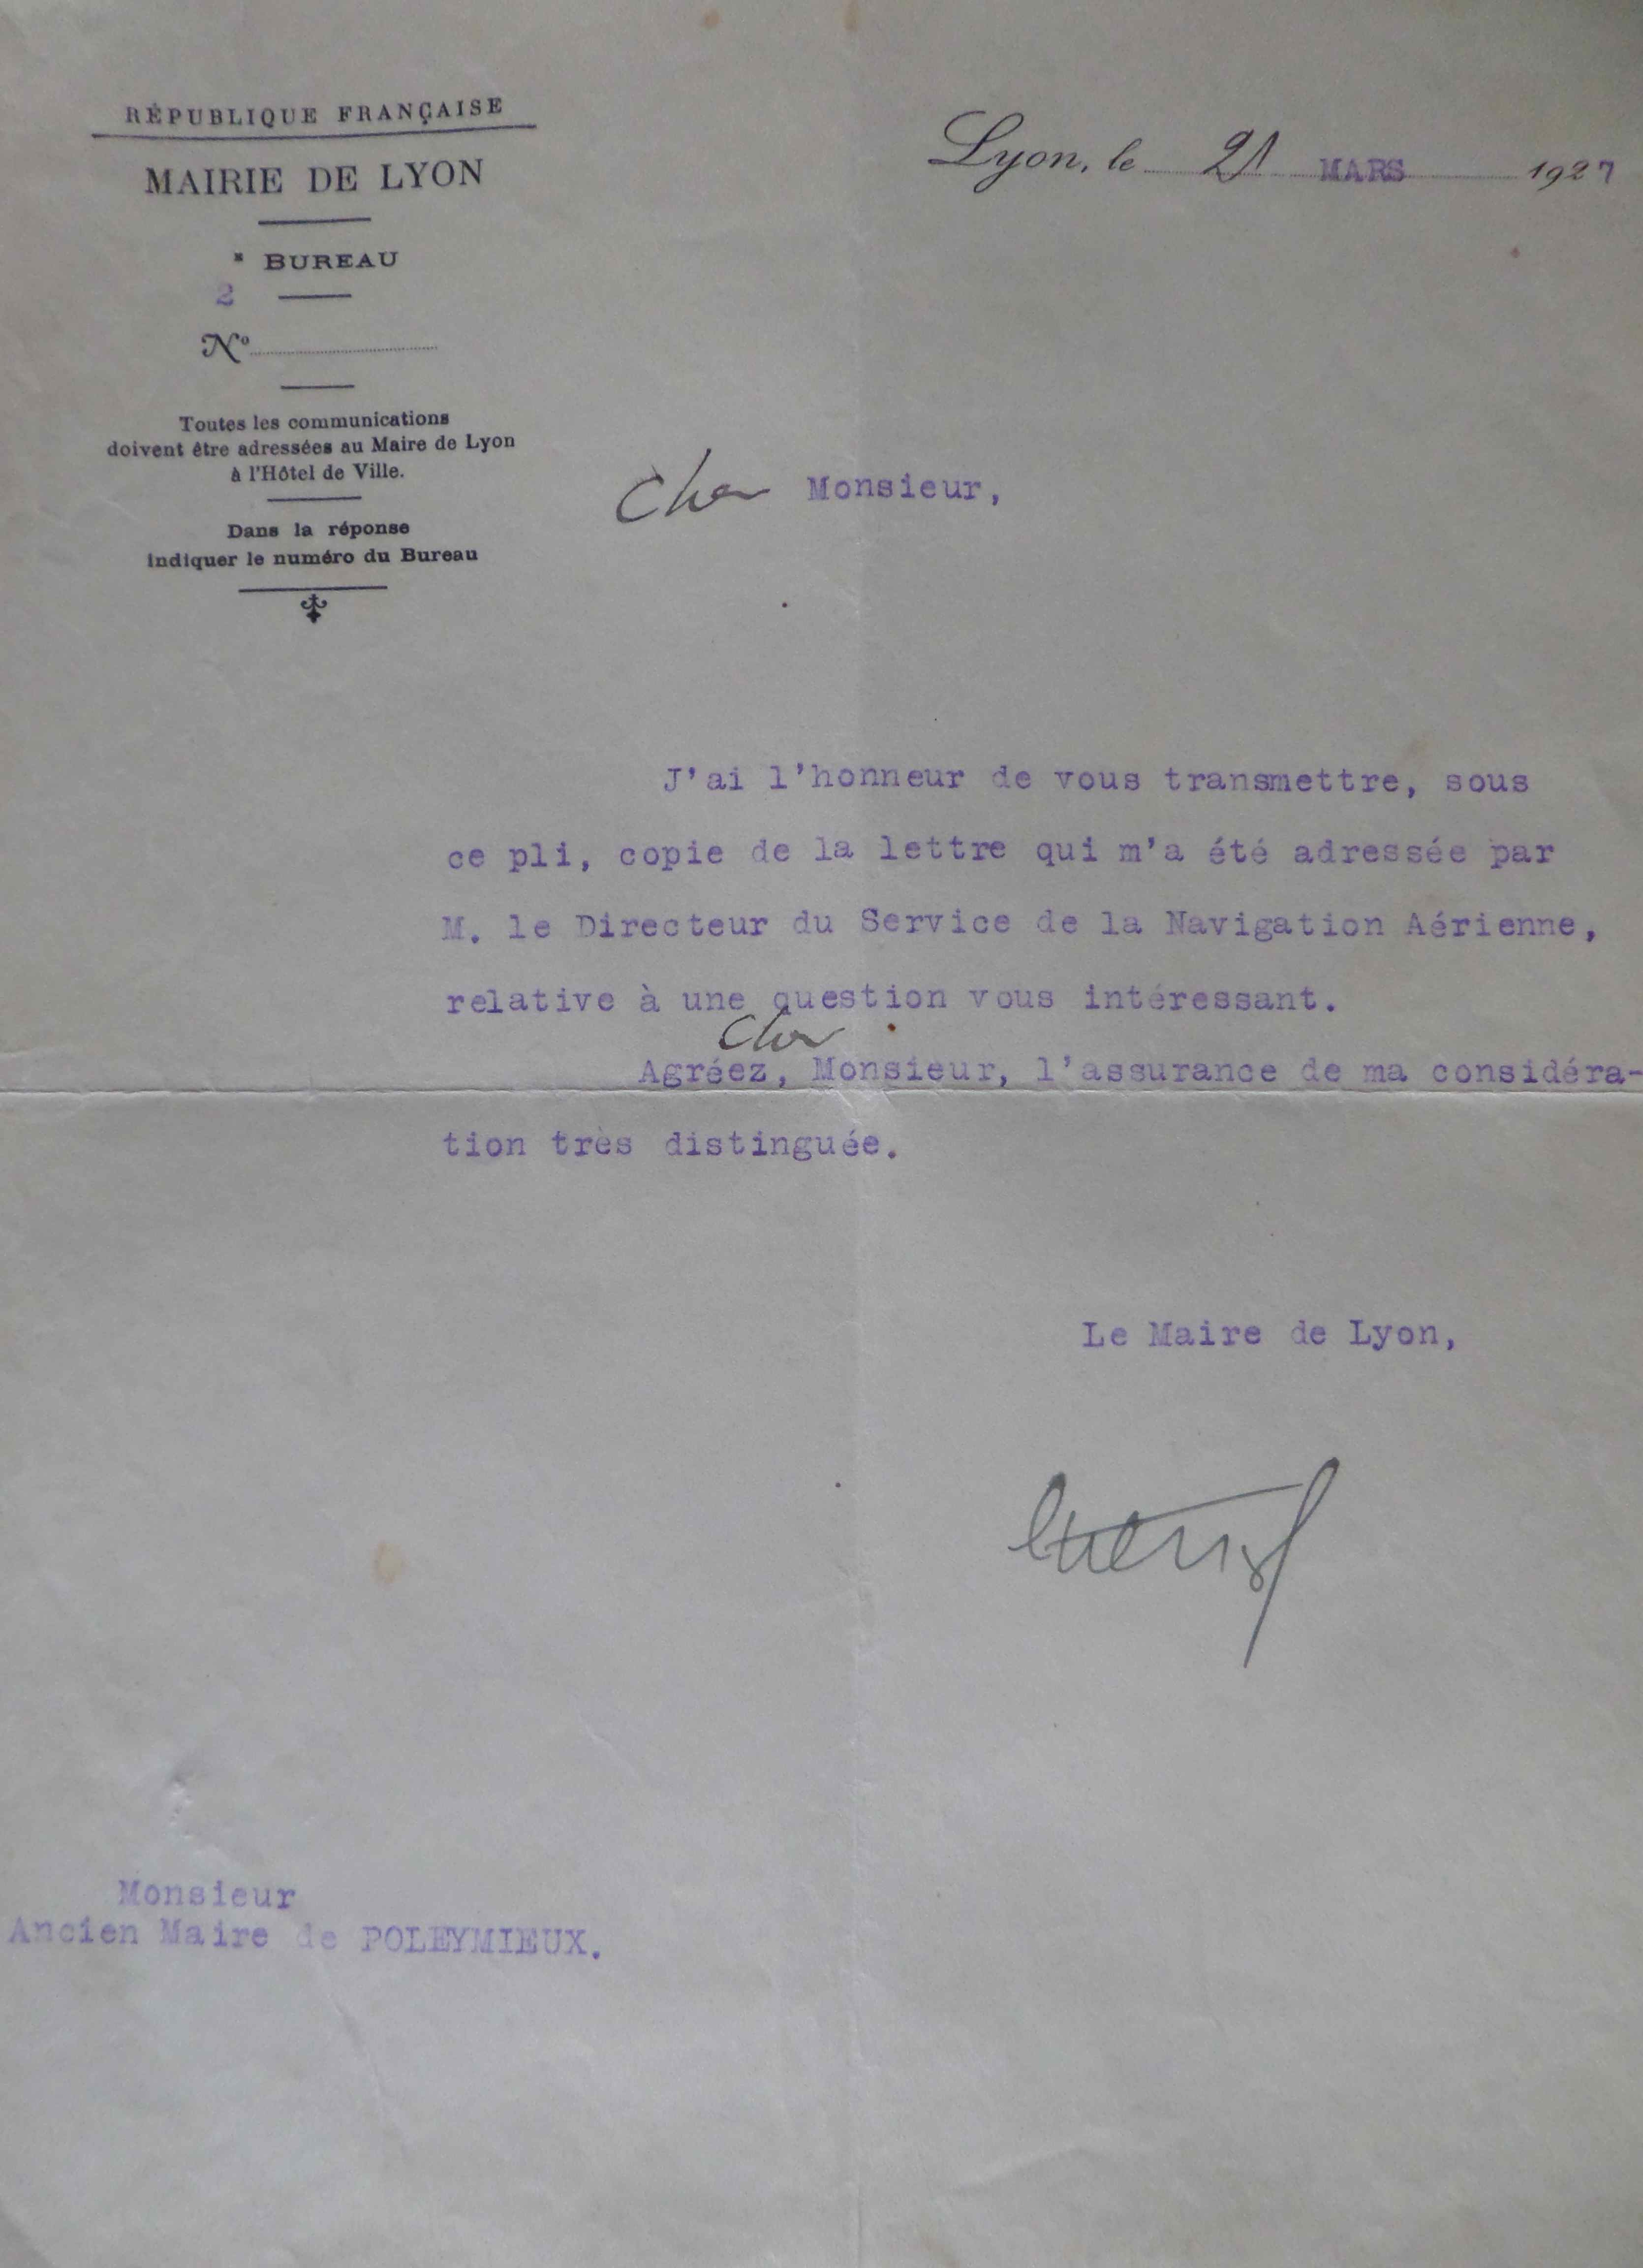 RÉPUBLIQUE FRANÇAISE
MAIRIE DE LYON
2 ᵉ BUREAU
Nº
Toutes les communications
doivent être adressées au Maire de Lyon
à l'Hôtel de Ville.
Dans la réponse
indiquer le numéro du Bureau
Lyon, le 21 MARS 1927
Cher Monsieur,
J'ai l'honneur de vous transmettre, sous
ce pli, copie de la lettre qui m'a été adressée par
M. le Directeur du Service de la Navigation Aérienne,
relative à une question vous intéressant.
Cher
Agréez, Monsieur, l'assurance de ma considéra-
tion très distinguée.
Le Maire de Lyon,
Monsieur
Ancien Maire de POLEYMIEUX.